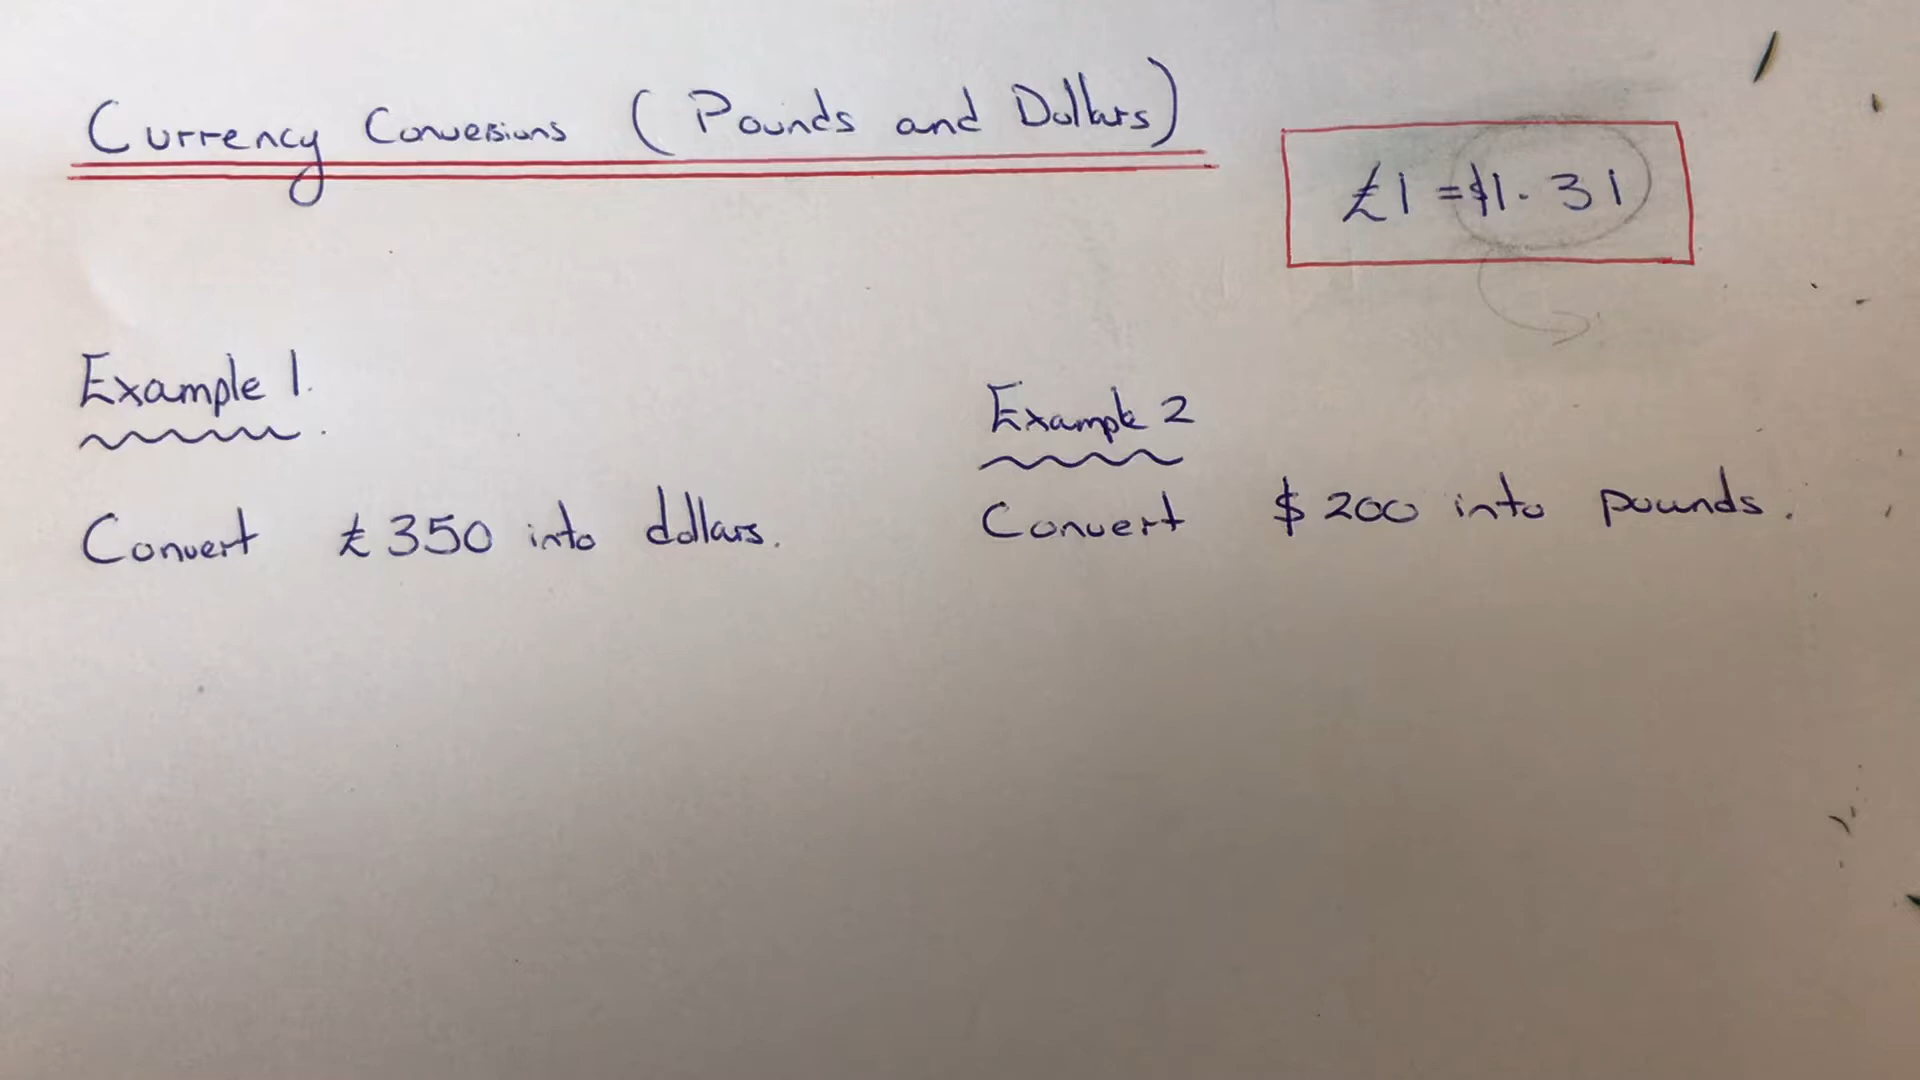 Currency Conversions (Pounds and Dollars)
£1 = $1.31
Example 1.
Convert £350 into dollars.
Example 2
Convert $200 into pounds.